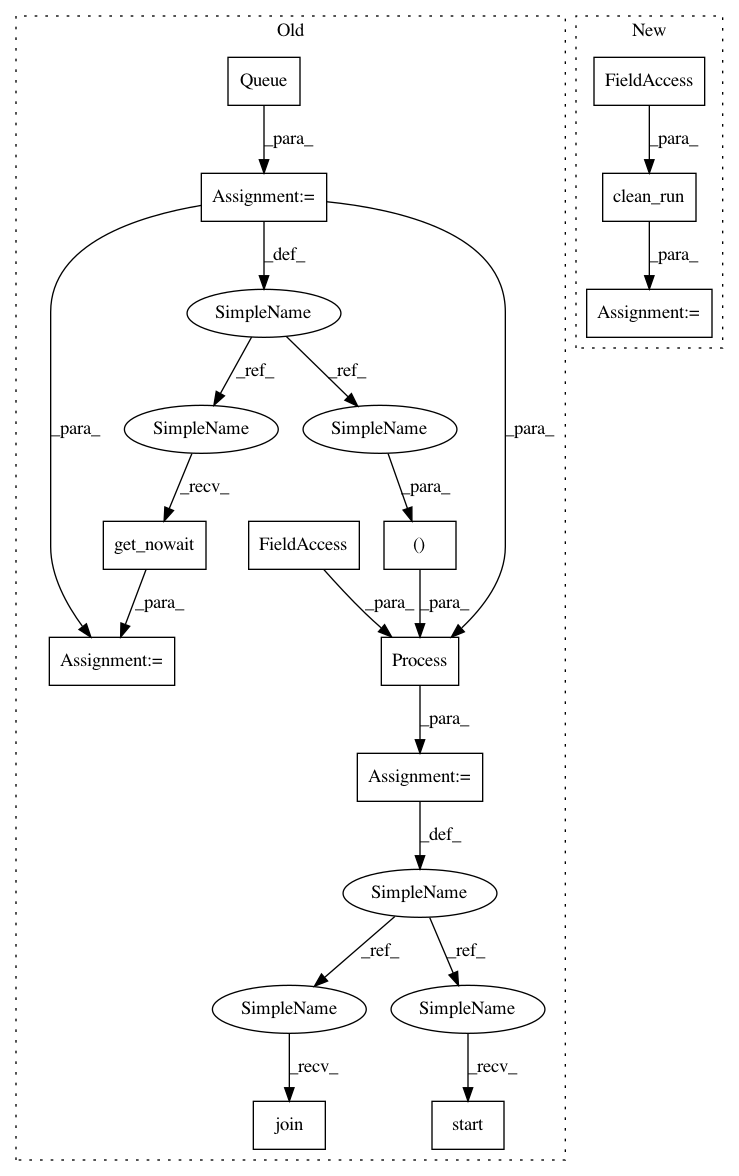 Old
New
Queue
FieldAccess
_para_
_para_
Assignment:=
clean_run
_def_
_para_
SimpleName
Assignment:=
_ref_
_ref_
_para_
_para_
SimpleName
SimpleName
_recv_
_para_
get_nowait
FieldAccess
()
_para_
_para_
_para_
Assignment:=
Process
_para_
Assignment:=
_def_
SimpleName
_ref_
_ref_
SimpleName
SimpleName
_recv_
_recv_
join
start